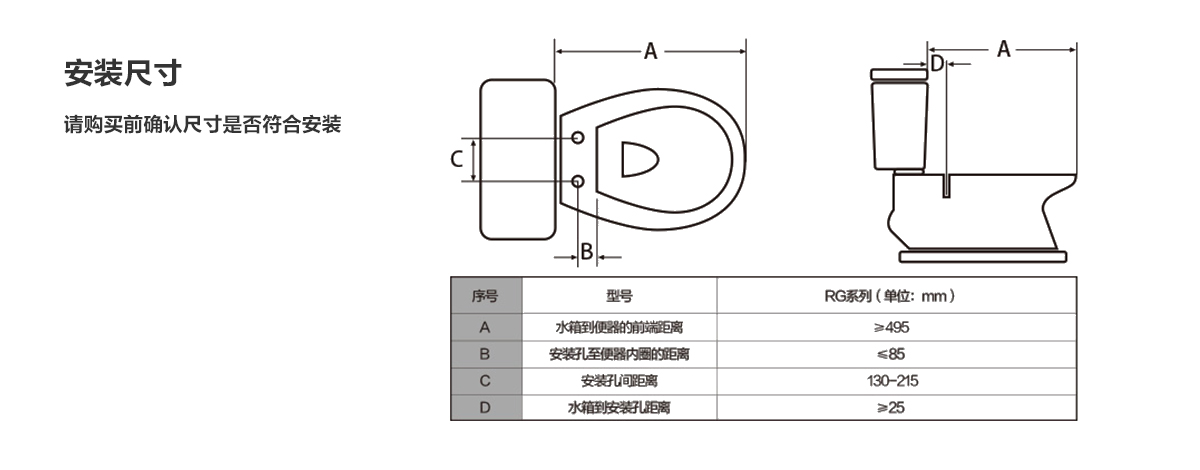 安装尺寸
请购买前确认尺寸是否符合安装
A
C
B
D
A
序号 型号 RG系列（单位：mm）
A 水箱到便器的前端距离 ≥495
B 安装孔至便器内圈的距离 ≤85
C 安装孔间距离 130-215
D 水箱到安装孔距离 ≥25